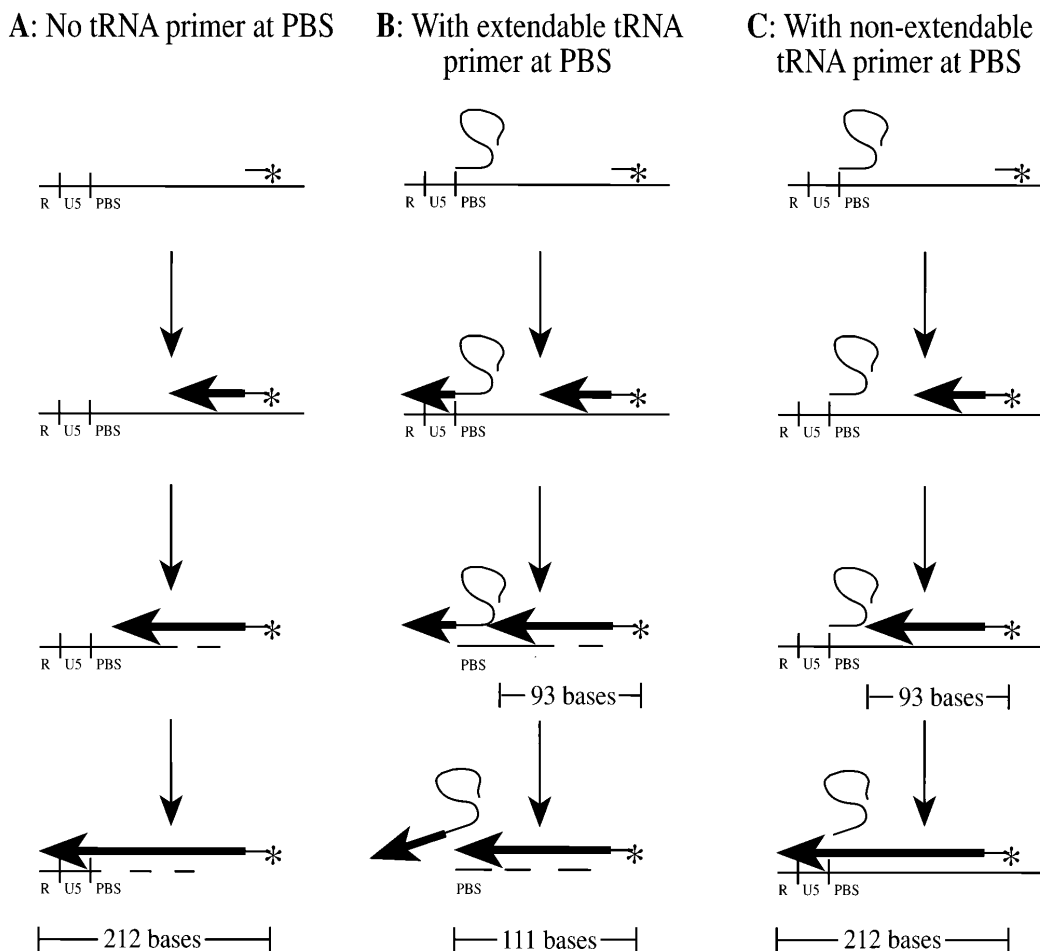 A: No tRNA primer at PBS
B: With extendable tRNA
primer at PBS
C: With non-extendable
tRNA primer at PBS
*
*
*
R U5 PBS
R U5 PBS
R U5 PBS
*
*
*
R U5 PBS
R U5 PBS
R U5 PBS
*
*
*
R U5 PBS
PBS
R U5 PBS
93 bases
93 bases
*
*
*
R U5 PBS
PBS
R U5 PBS
212 bases
111 bases
212 bases